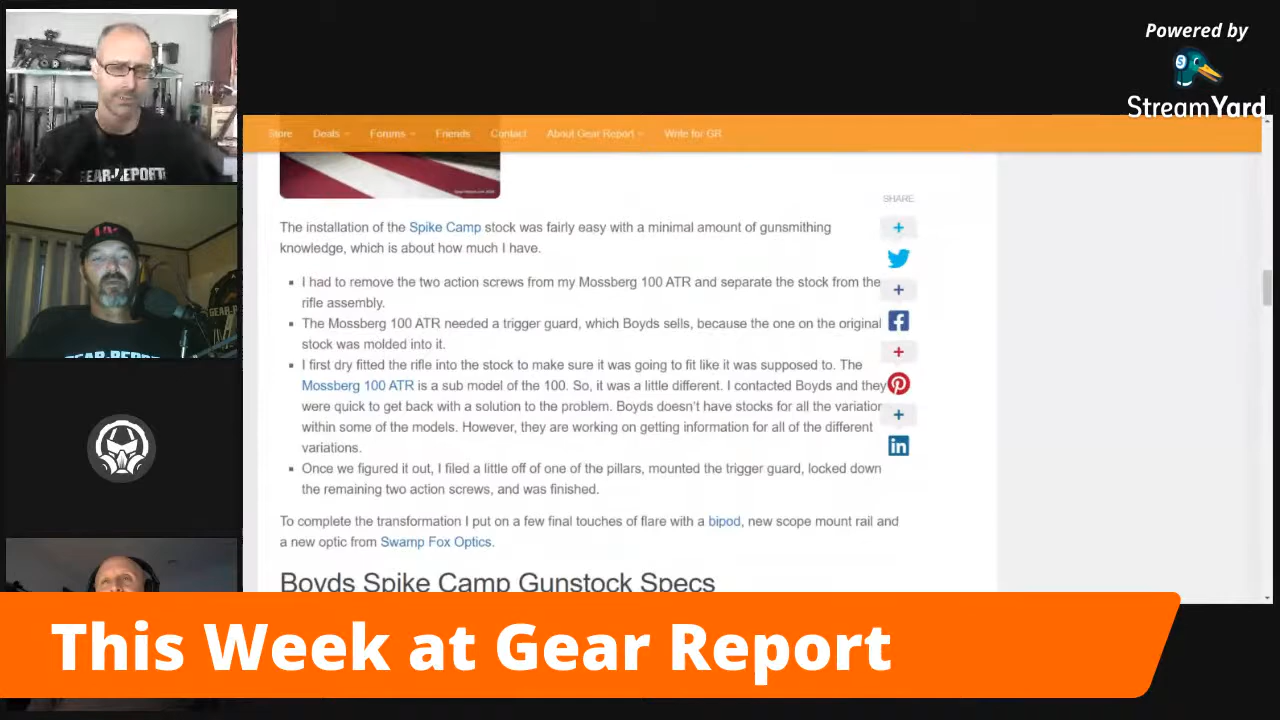 Powered by
StreamYard
GEAR-REPORT
GEAR-REPORT
Store Deals Forums Friends Contact About Gear Report Write for GR
SHARE
The installation of the Spike Camp stock was fairly easy with a minimal amount of gunsmithing
knowledge, which is about how much I have.
I had to remove the two action screws from my Mossberg 100 ATR and separate the stock from the
rifle assembly.
The Mossberg 100 ATR needed a trigger guard, which Boyds sells, because the one on the original
stock was molded into it.
I first dry fitted the rifle into the stock to make sure it was going to fit like it was supposed to. The
Mossberg 100 ATR is a sub model of the 100. So, it was a little different. I contacted Boyds and they
were quick to get back with a solution to the problem. Boyds doesn't have stocks for all the variation
within some of the models. However, they are working on getting information for all of the different
variations.
Once we figured it out, I filed a little off of one of the pillars, mounted the trigger guard, locked down
the remaining two action screws, and was finished.
To complete the transformation I put on a few final touches of flare with a bipod, new scope mount rail and
a new optic from Swamp Fox Optics.
Boyds Spike Camp Gunstock Specs
This Week at Gear Report